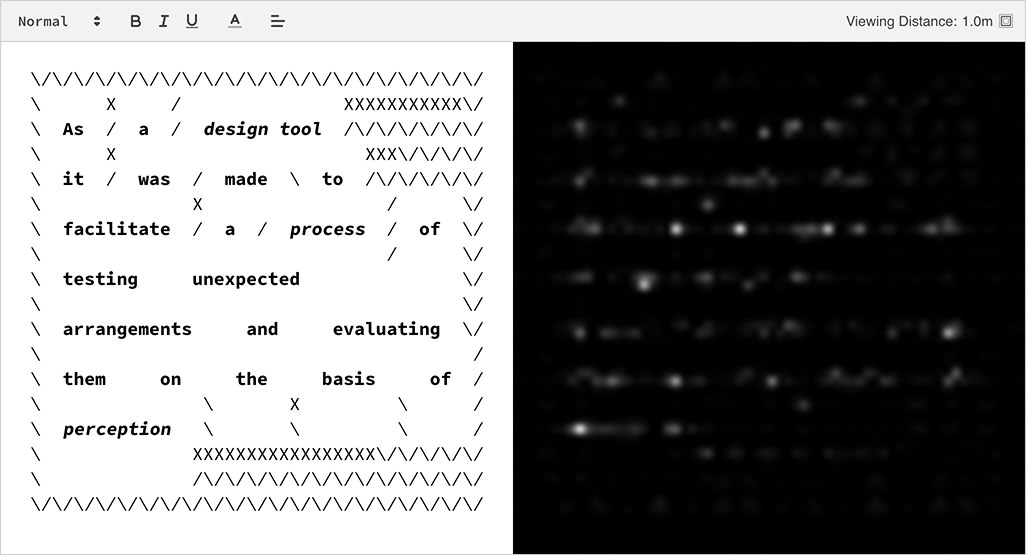 Normal B I U A Viewing Distance: 1.0m
\/\/\/\/\/\/\/\/\/\/\/\/\/\/\/\/\/\/\/\/\/
\      X     /               XXXXXXXXXXX\/
\  As  /  a  /  design tool  /\/\/\/\/\/\/
\      X                       XXX\/\/\/\/
\  it  /  was  /  made  \  to  /\/\/\/\/\/
\              X                 /      \/
\  facilitate  /  a  /  process  /  of  \/
\                                /      \/
\  testing     unexpected               \/
\                                       \/
\  arrangements     and     evaluating  \/
\                                        /
\  them     on     the     basis     of  /
\               \       X         \      /
\  perception   \       \         \      /
\              XXXXXXXXXXXXXXXXX\/\/\/\/\/
\              /\/\/\/\/\/\/\/\/\/\/\/\/\/
\/\/\/\/\/\/\/\/\/\/\/\/\/\/\/\/\/\/\/\/\/